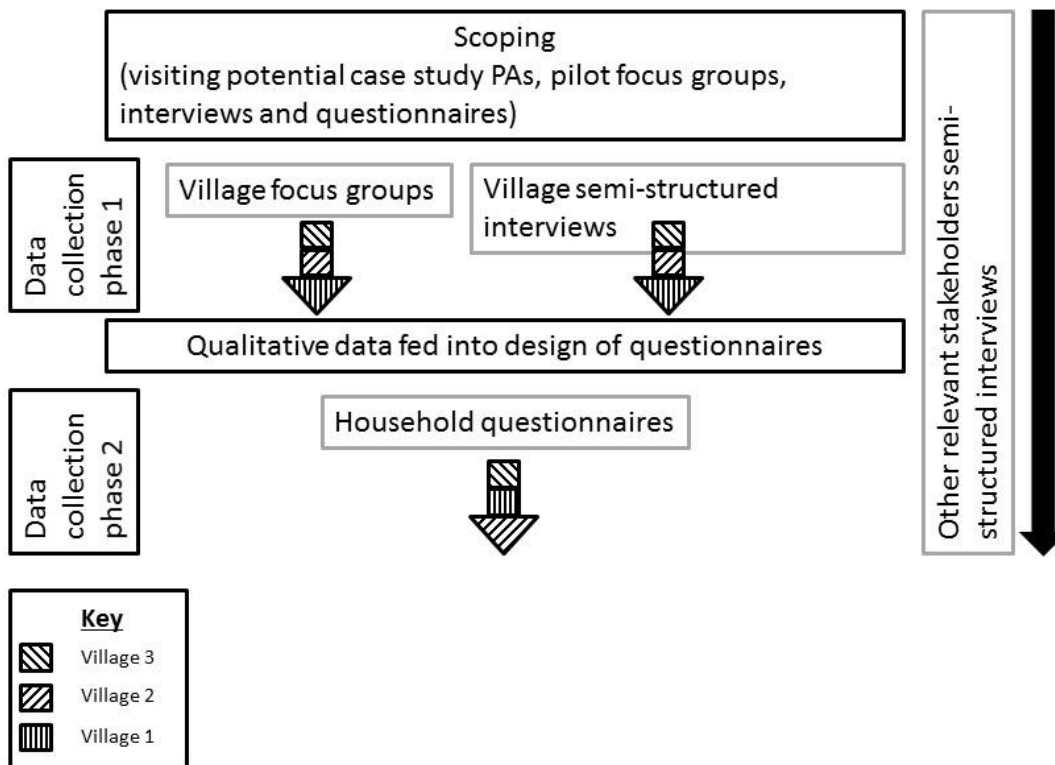 Scoping
(visiting potential case study PAs, pilot focus groups,
interviews and questionnaires)
Data
collection
phase 1
Village focus groups
Village semi-structured
interviews
Qualitative data fed into design of questionnaires
Data
collection
phase 2
Household questionnaires
Other relevant stakeholders semi-
structured interviews
Key
Village 3
Village 2
Village 1